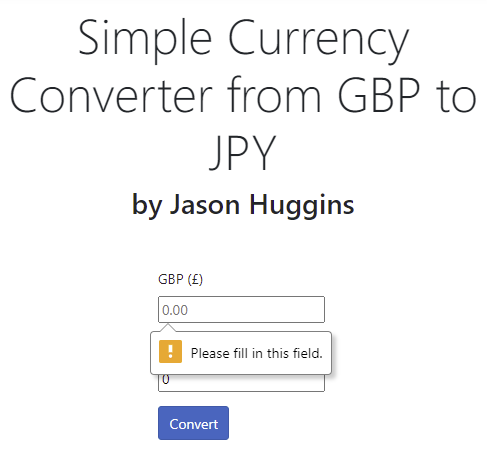 Simple Currency
Converter from GBP to
JPY
by Jason Huggins
GBP (£)
0.00
! Please fill in this field.
0
Convert